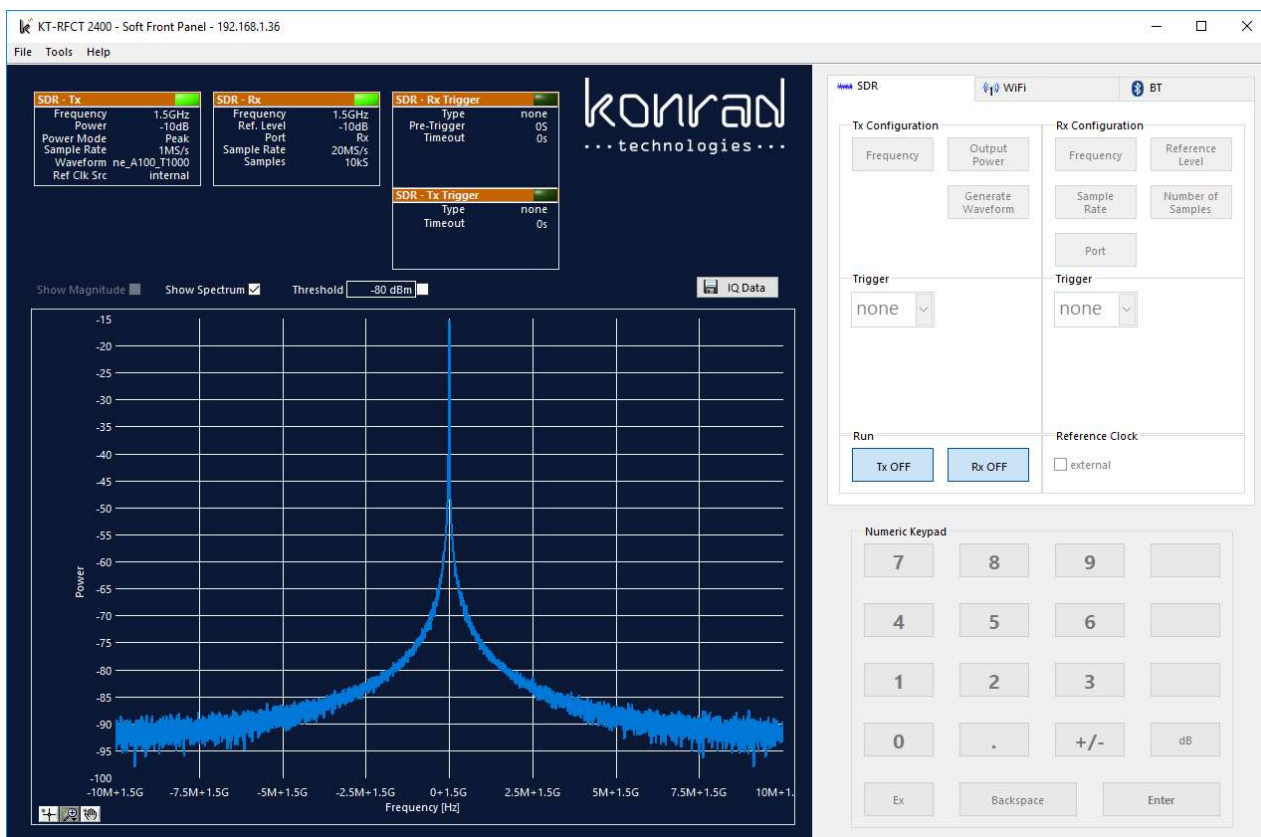 KT-RFCT 2400 - Soft Front Panel - 192.168.1.36
File Tools Help
SDR - Tx
Frequency 1.5GHz
Power -10dB
Power Mode Peak
Sample Rate 1MS/s
Waveform ne_A100_T1000
Ref Clk Src internal
SDR - Rx
Frequency 1.5GHz
Ref. Level -10dB
Port Rx
Sample Rate 20MS/s
Samples 10kS
SDR - Rx Trigger
Type none
Pre-Trigger 0S
Timeout 0s
SDR - Tx Trigger
Type none
Timeout 0s
konrad
...technologies...
Show Magnitude Show Spectrum Threshold -80 dBm IQ Data
-15
-20
-25
-30
-35
-40
-45
-50
-55
-60
-65
-70
-75
-80
-85
-90
-95
-100
Power
-10M+1.5G -7.5M+1.5G -5M+1.5G -2.5M+1.5G 0+1.5G 2.5M+1.5G 5M+1.5G 7.5M+1.5G 10M+1.
Frequency [Hz]
SDR WiFi BT
Tx Configuration
Frequency
Output
Power
Generate
Waveform
Rx Configuration
Frequency
Reference
Level
Sample
Rate
Number of
Samples
Port
Trigger
none
Trigger
none
Run
Tx OFF Rx OFF
Reference Clock
external
Numeric Keypad
7 8 9
4 5 6
1 2 3
0 . +/- dB
Ex Backspace Enter